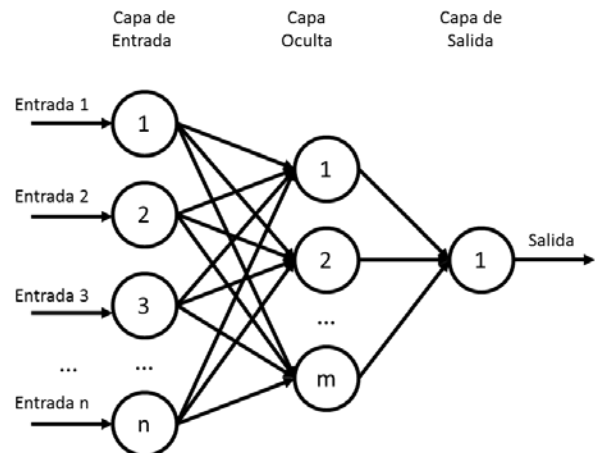 Capa de
Entrada
Capa
Oculta
Capa de
Salida
Entrada 1
1
Entrada 2
2
Entrada 3
3
...
...
Entrada n
n
1
2
...
m
1
Salida